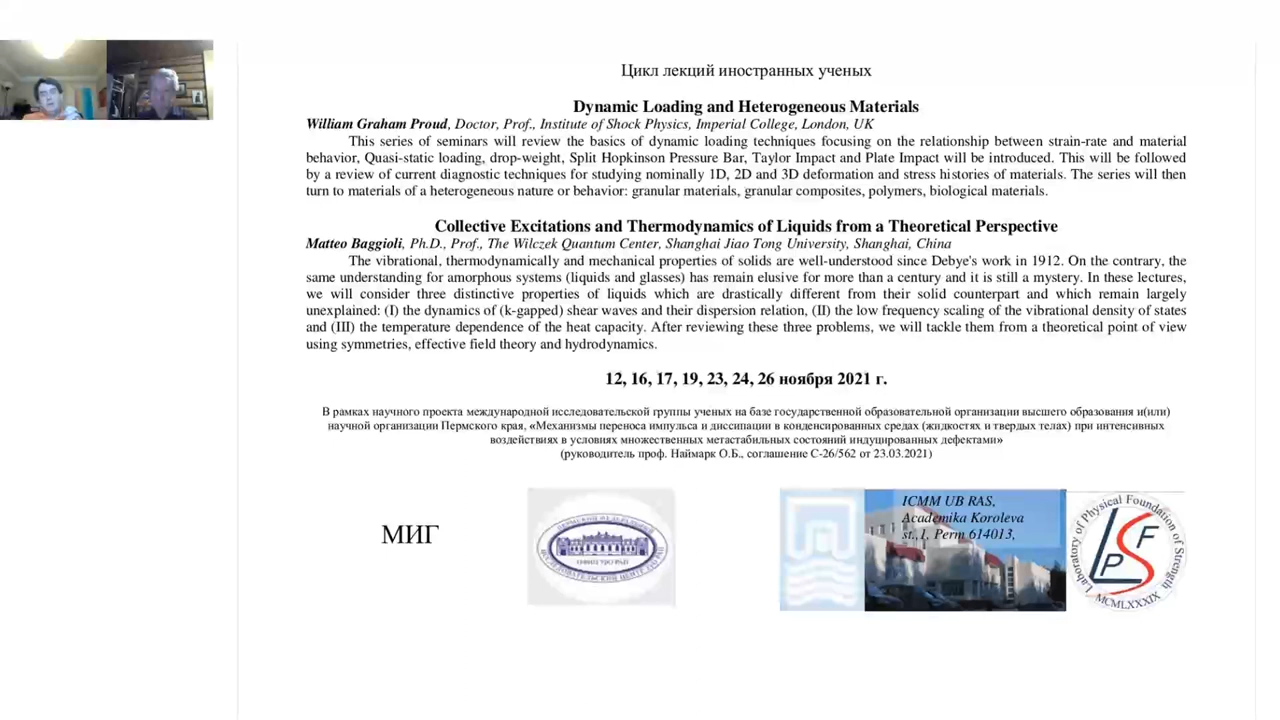 Цикл лекций иностранных ученых
Dynamic Loading and Heterogeneous Materials
William Graham Proud, Doctor, Prof., Institute of Shock Physics, Imperial College, London, UK
This series of seminars will review the basics of dynamic loading techniques focusing on the relationship between strain-rate and material
behavior, Quasi-static loading, drop-weight, Split Hopkinson Pressure Bar, Taylor Impact and Plate Impact will be introduced. This will be followed
by a review of current diagnostic techniques for studying nominally 1D, 2D and 3D deformation and stress histories of materials. The series will then
turn to materials of a heterogeneous nature or behavior: granular materials, granular composites, polymers, biological materials.
Collective Excitations and Thermodynamics of Liquids from a Theoretical Perspective
Matteo Baggioli, Ph.D., Prof., The Wilczek Quantum Center, Shanghai Jiao Tong University, Shanghai, China
The vibrational, thermodynamically and mechanical properties of solids are well-understood since Debye's work in 1912. On the contrary, the
same understanding for amorphous systems (liquids and glasses) has remain elusive for more than a century and it is still a mystery. In these lectures,
we will consider three distinctive properties of liquids which are drastically different from their solid counterpart and which remain largely
unexplained: (I) the dynamics of (k-gapped) shear waves and their dispersion relation, (II) the low frequency scaling of the vibrational density of states
and (III) the temperature dependence of the heat capacity. After reviewing these three problems, we will tackle them from a theoretical point of view
using symmetries, effective field theory and hydrodynamics.
12, 16, 17, 19, 23, 24, 26 ноября 2021 г.
В рамках научного проекта международной исследовательской группы ученых на базе государственной образовательной организации высшего образования и(или)
научной организации Пермского края, «Механизмы переноса импульса и диссипации в конденсированных средах (жидкостях и твердых телах) при интенсивных
воздействиях в условиях множественных метастабильных состояний индуцированных дефектами»
(руководитель проф. Наймарк О.Б., соглашение С-26/562 от 23.03.2021)
МИГ
ICMM UB RAS,
Academika Koroleva
st.,1, Perm 614013,
Laboratory of Physical Foundation of Strength
LPSF
MCMLXXXIX